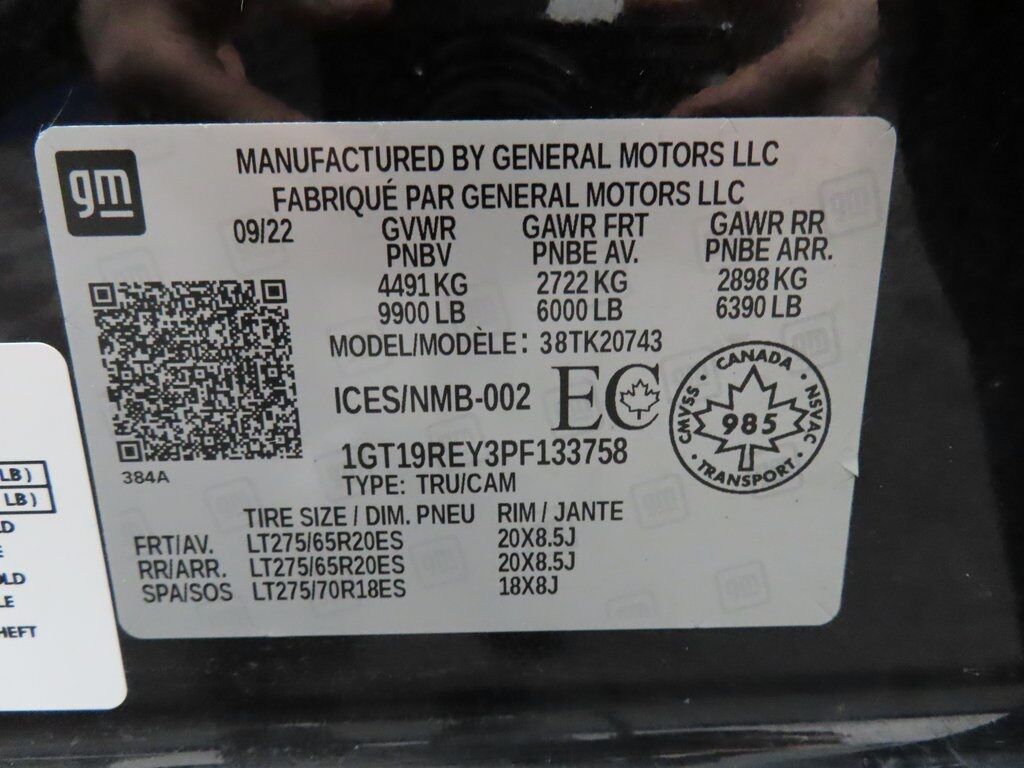 gm
MANUFACTURED BY GENERAL MOTORS LLC
FABRIQUÉ PAR GENERAL MOTORS LLC
09/22 GVWR GAWR FRT GAWR RR
PNBV PNBE AV. PNBE ARR.
4491 KG 2722 KG 2898 KG
9900 LB 6000 LB 6390 LB
MODEL/MODÈLE: 38TK20743
ICES/NMB-002 EC
CANADA
CMVSS · NSVAC
985
· TRANSPORT ·
1GT19REY3PF133758
384A
TYPE: TRU/CAM
TIRE SIZE / DIM. PNEU RIM / JANTE
FRT/AV. LT275/65R20ES 20X8.5J
RR/ARR. LT275/65R20ES 20X8.5J
SPA/SOS LT275/70R18ES 18X8J
LB)
LB)